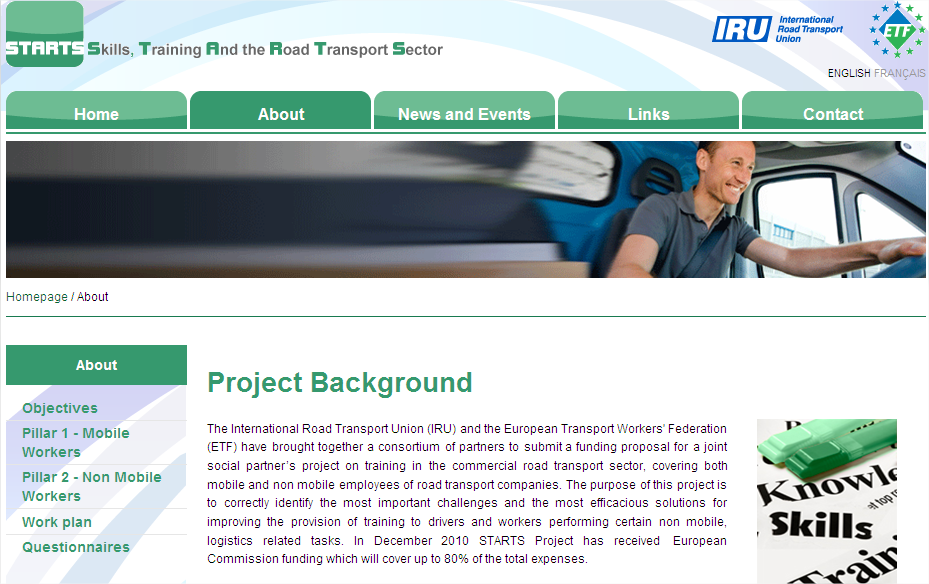 STARTS Skills, Training And the Road Transport Sector
IRU International
Road Transport
Union
ETF
ENGLISH FRANÇAIS
Home About News and Events Links Contact
Homepage / About
About
Objectives
Pillar 1 - Mobile
Workers
Pillar 2 - Non Mobile
Workers
Work plan
Questionnaires
Project Background
The International Road Transport Union (IRU) and the European Transport Workers' Federation
(ETF) have brought together a consortium of partners to submit a funding proposal for a joint
social partner's project on training in the commercial road transport sector, covering both
mobile and non mobile employees of road transport companies. The purpose of this project is
to correctly identify the most important challenges and the most efficacious solutions for
improving the provision of training to drivers and workers performing certain non mobile,
logistics related tasks. In December 2010 STARTS Project has received European
Commission funding which will cover up to 80% of the total expenses.
Knowle
Skills
Train